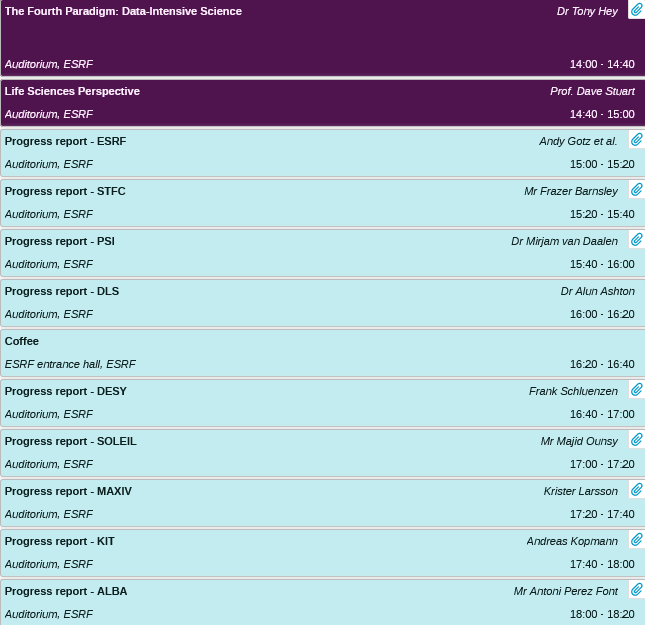 The Fourth Paradigm: Data-Intensive Science Dr Tony Hey
Auditorium, ESRF 14:00 - 14:40
Life Sciences Perspective Prof. Dave Stuart
Auditorium, ESRF 14:40 - 15:00
Progress report - ESRF Andy Gotz et al.
Auditorium, ESRF 15:00 - 15:20
Progress report - STFC Mr Frazer Barnsley
Auditorium, ESRF 15:20 - 15:40
Progress report - PSI Dr Mirjam van Daalen
Auditorium, ESRF 15:40 - 16:00
Progress report - DLS Dr Alun Ashton
Auditorium, ESRF 16:00 - 16:20
Coffee
ESRF entrance hall, ESRF 16:20 - 16:40
Progress report - DESY Frank Schluenzen
Auditorium, ESRF 16:40 - 17:00
Progress report - SOLEIL Mr Majid Ounsy
Auditorium, ESRF 17:00 - 17:20
Progress report - MAXIV Krister Larsson
Auditorium, ESRF 17:20 - 17:40
Progress report - KIT Andreas Kopmann
Auditorium, ESRF 17:40 - 18:00
Progress report - ALBA Mr Antoni Perez Font
Auditorium, ESRF 18:00 - 18:20